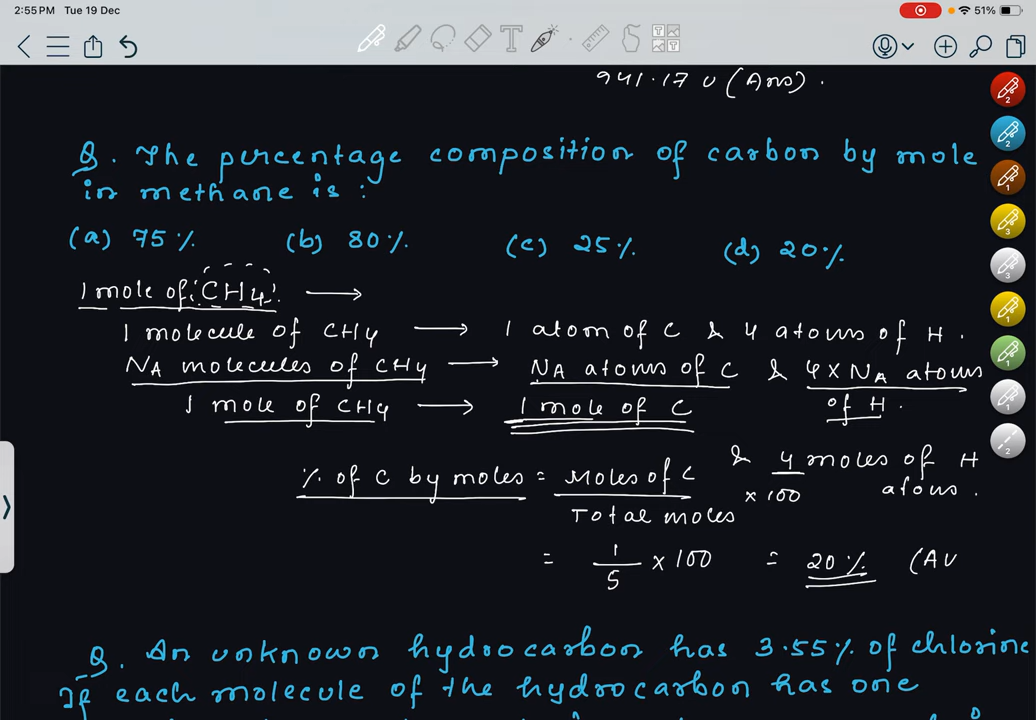 2:55 PM Tue 19 Dec
51%
941.17 u (Ans).
Q. The percentage composition of carbon by mole
in methane is :
(a) 75 % (b) 80 % (c) 25 % (d) 20 %
1 mole of CH4 →
1 molecule of CH4 → 1 atom of C & 4 atoms of H.
NA molecules of CH4 → NA atoms of C & 4 x NA atoms
of H.
1 mole of CH4 → 1 mole of C
& 4 moles of H
atoms.
% of C by moles = Moles of C x 100
Total moles
= 1 x 100 = 20 % (A
5
Q. An unknown hydrocarbon has 3.55% of chlorine
If each molecule of the hydrocarbon has one